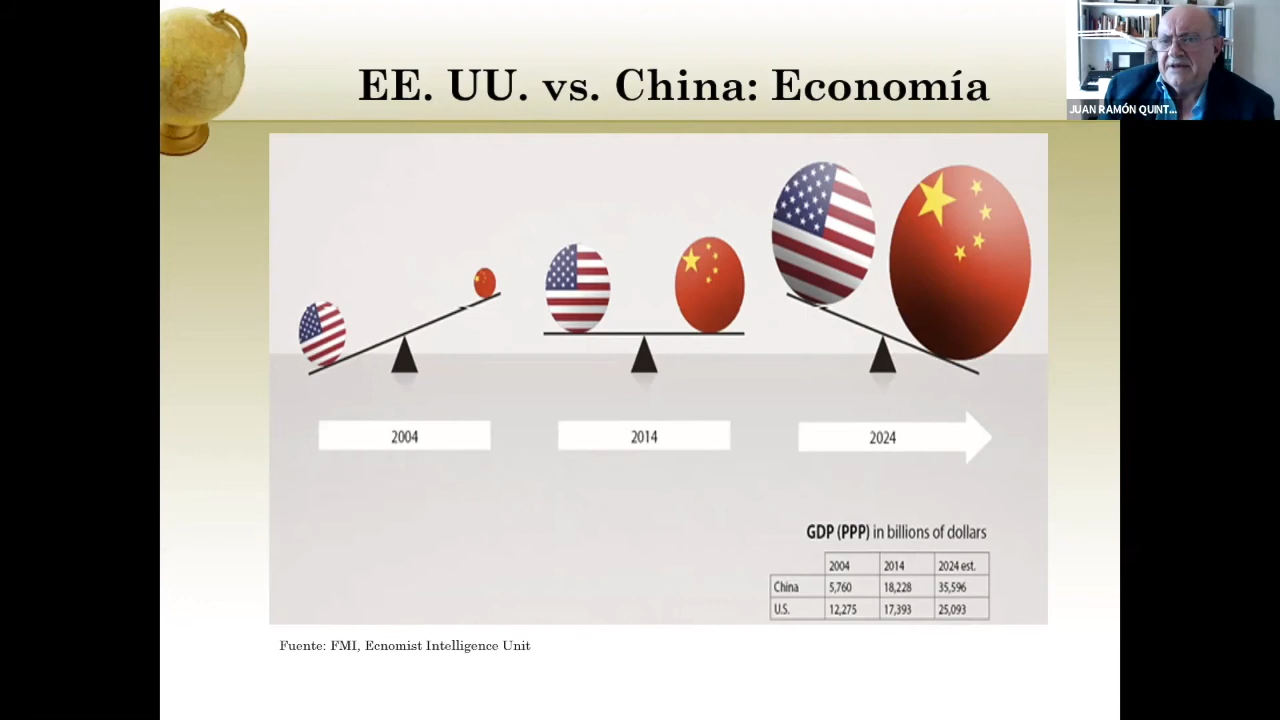 EE. UU. vs. China: Economía
JUAN RAMÓN QUINT...
2004
2014
2024
GDP (PPP) in billions of dollars
2004 2014 2024 est.
China 5,760 18,228 35,596
U.S. 12,275 17,393 25,093
Fuente: FMI, Ecnomist Intelligence Unit